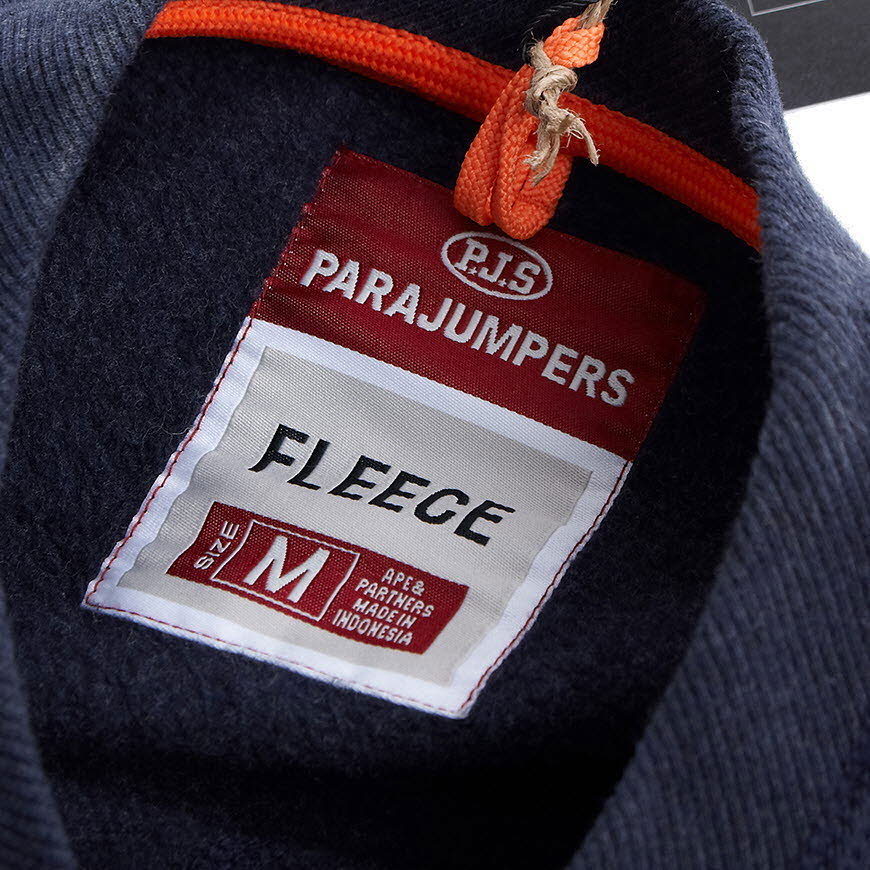 P.J.S
PARAJUMPERS
FLEECE
SIZE
M
APE &
PARTNERS
MADE IN
INDONESIA